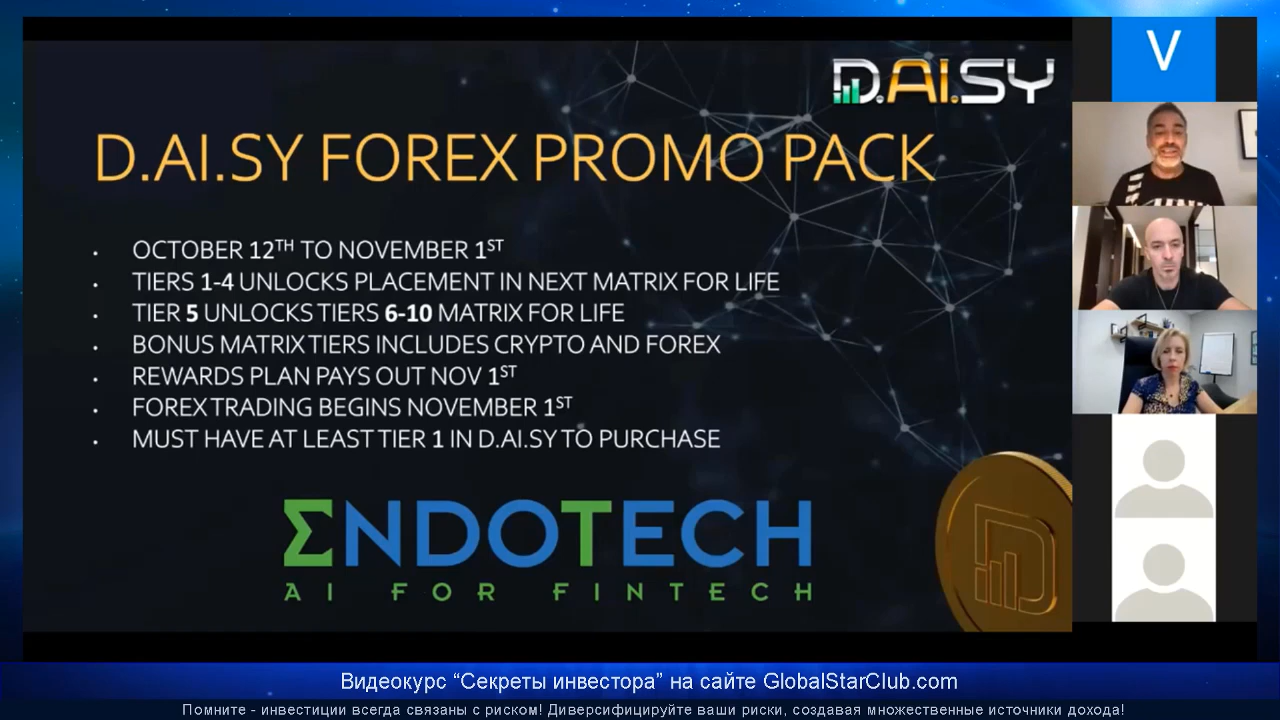 D.AI.SY
D.AI.SY FOREX PROMO PACK
• OCTOBER 12TH TO NOVEMBER 1ST
• TIERS 1-4 UNLOCKS PLACEMENT IN NEXT MATRIX FOR LIFE
• TIER 5 UNLOCKS TIERS 6-10 MATRIX FOR LIFE
• BONUS MATRIX TIERS INCLUDES CRYPTO AND FOREX
• REWARDS PLAN PAYS OUT NOV 1ST
• FOREX TRADING BEGINS NOVEMBER 1ST
• MUST HAVE AT LEAST TIER 1 IN D.AI.SY TO PURCHASE
ΣNDOTECH
AI FOR FINTECH
V
Видеокурс “Секреты инвестора” на сайте GlobalStarClub.com
Помните - инвестиции всегда связаны с риском! Диверсифицируйте ваши риски, создавая множественные источники дохода!